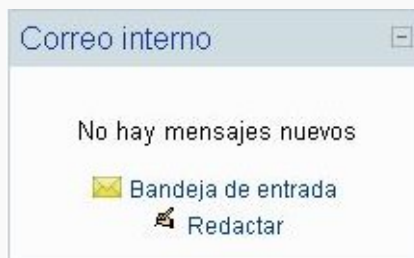 Correo interno
No hay mensajes nuevos
Bandeja de entrada
Redactar